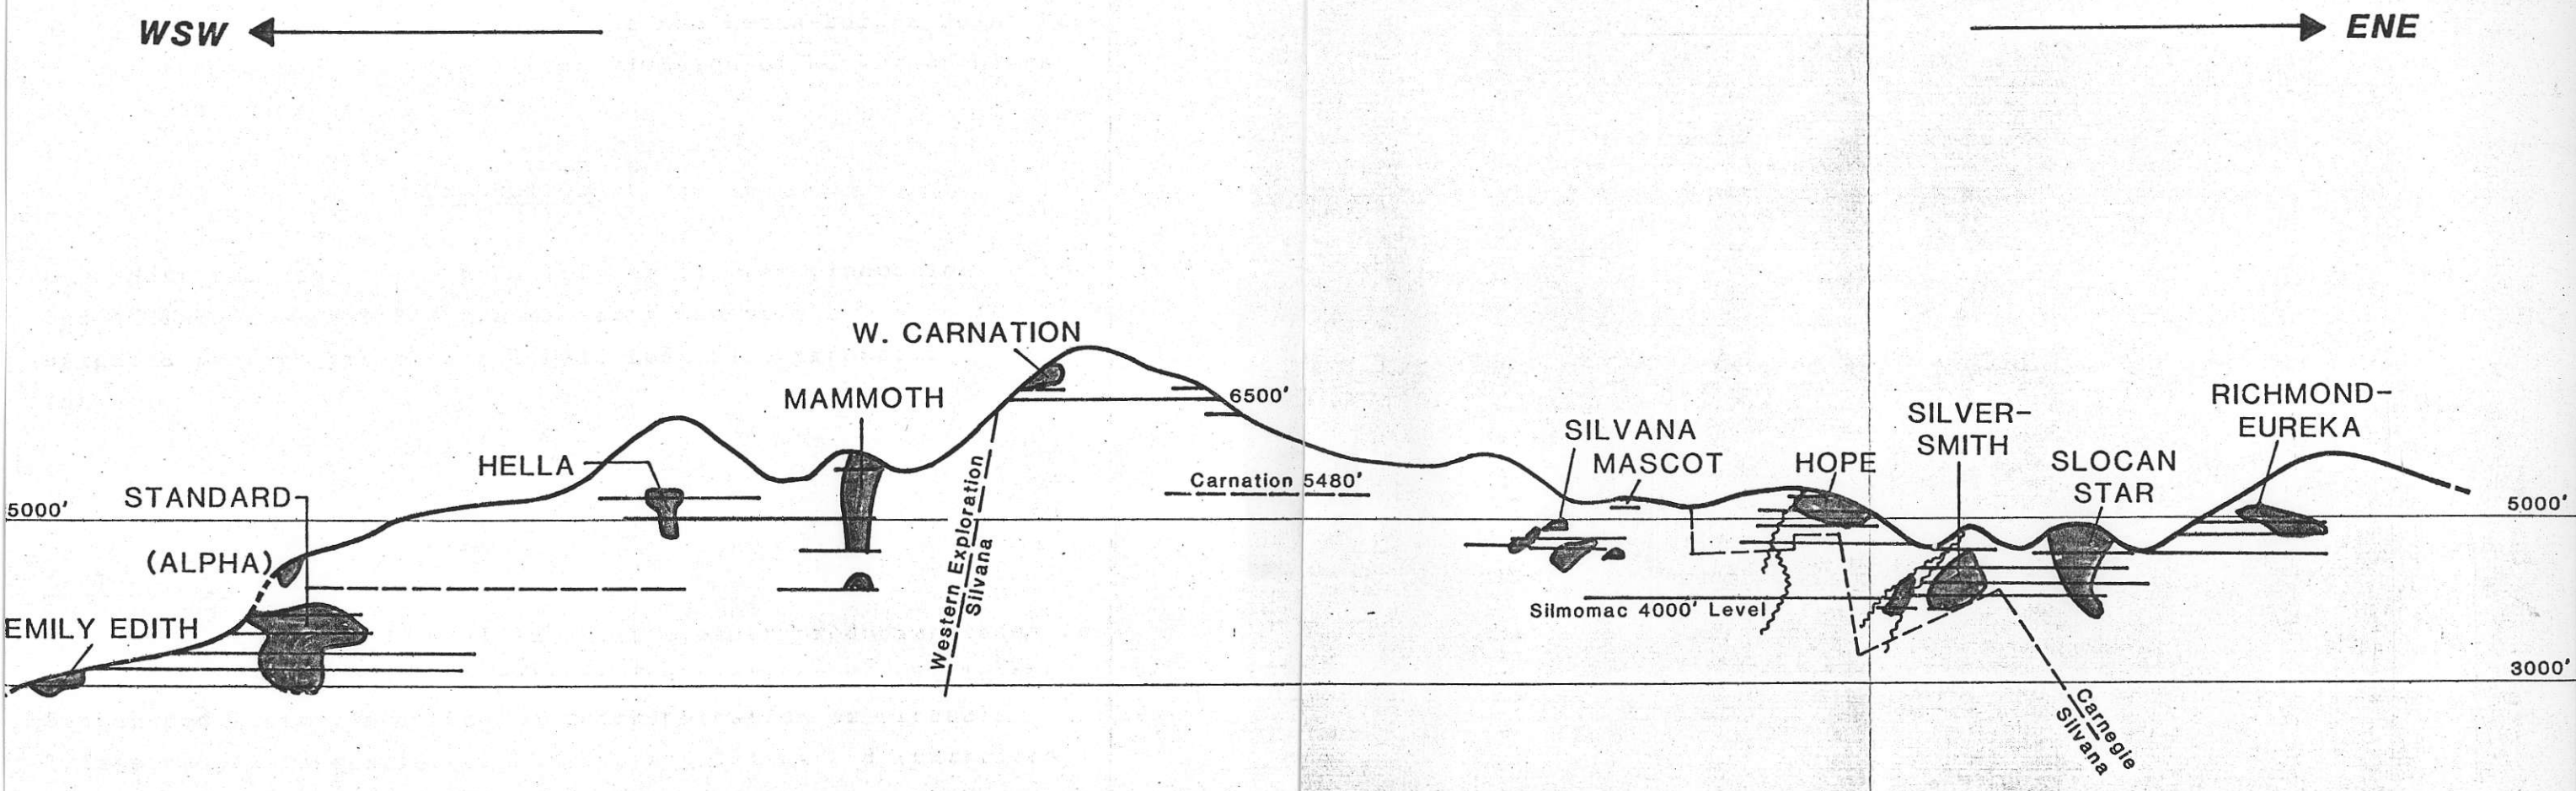 WSW
ENE
W. CARNATION
MAMMOTH
6500'
RICHMOND-
EUREKA
SILVER-
SMITH
SILVANA
MASCOT
HOPE
SLOCAN
STAR
HELLA
STANDARD
Carnation 5480'
5000'
5000'
(ALPHA)
Western Exploration
Silvana
Silmomac 4000' Level
EMILY EDITH
3000'
Carnegie
Silvana